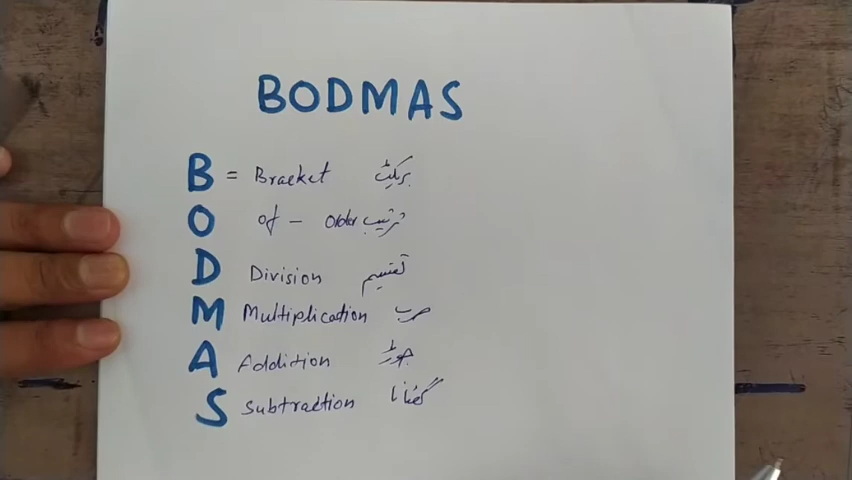 BODMAS
B = Bracket بریکٹ
O of - Order ترتیب
D Division تقسیم
M Multiplication ضرب
A Addition جوڑ
S Subtraction گھٹانا